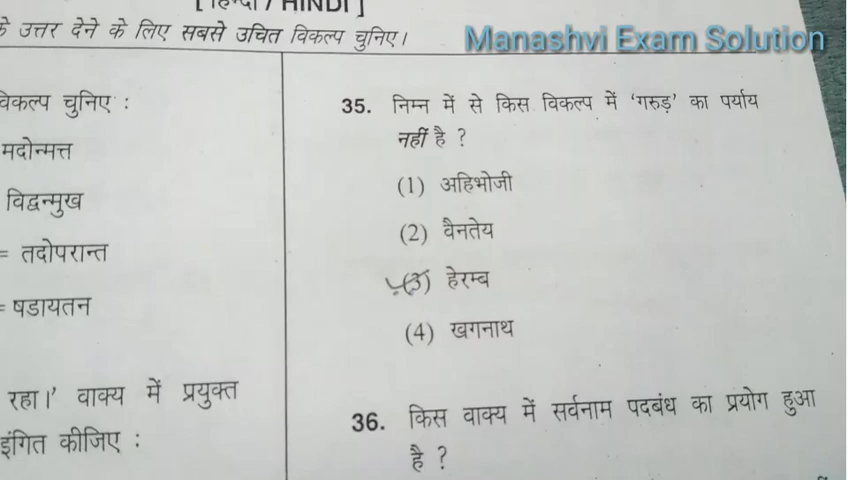 [ हिन्दी / HINDI ]
के उत्तर देने के लिए सबसे उचित विकल्प चुनिए।
Manashvi Exam Solution
विकल्प चुनिए :
मदोन्मत्त
विद्वन्मुख
= तदोपरान्त
= षडायतन
रहा।' वाक्य में प्रयुक्त
इंगित कीजिए :
35. निम्न में से किस विकल्प में 'गरुड़' का पर्याय
नहीं है ?
(1) अहिभोजी
(2) वैनतेय
(3) हेरम्ब
(4) खगनाथ
36. किस वाक्य में सर्वनाम पदबंध का प्रयोग हुआ
है ?